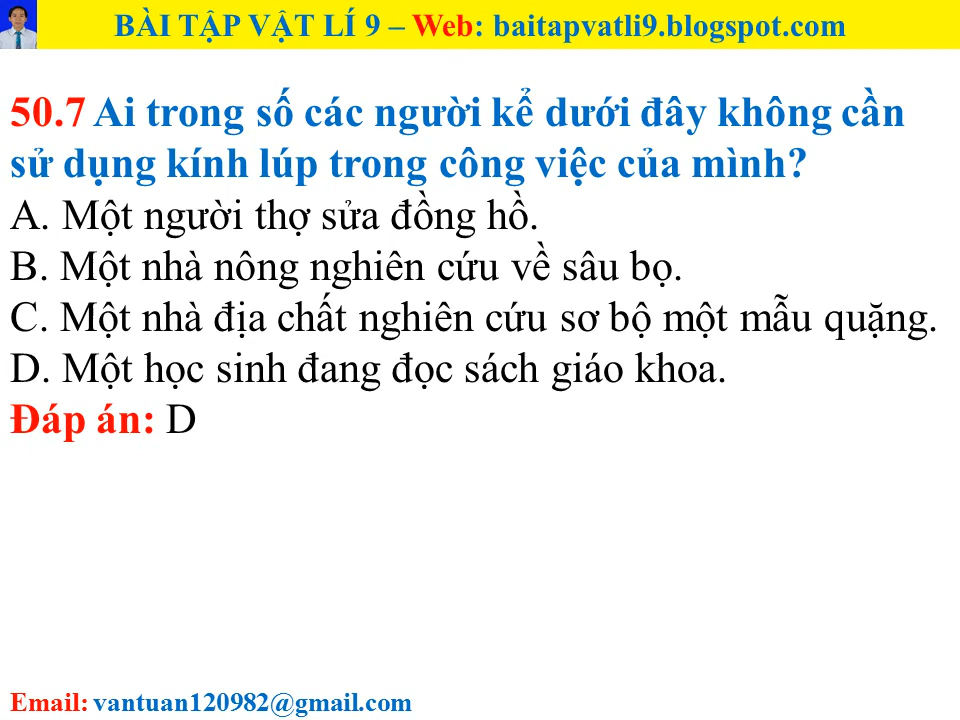 BÀI TẬP VẬT LÍ 9 – Web: baitapvatli9.blogspot.com
50.7 Ai trong số các người kể dưới đây không cần
sử dụng kính lúp trong công việc của mình?
A. Một người thợ sửa đồng hồ.
B. Một nhà nông nghiên cứu về sâu bọ.
C. Một nhà địa chất nghiên cứu sơ bộ một mẫu quặng.
D. Một học sinh đang đọc sách giáo khoa.
Đáp án: D
Email: vantuan120982@gmail.com